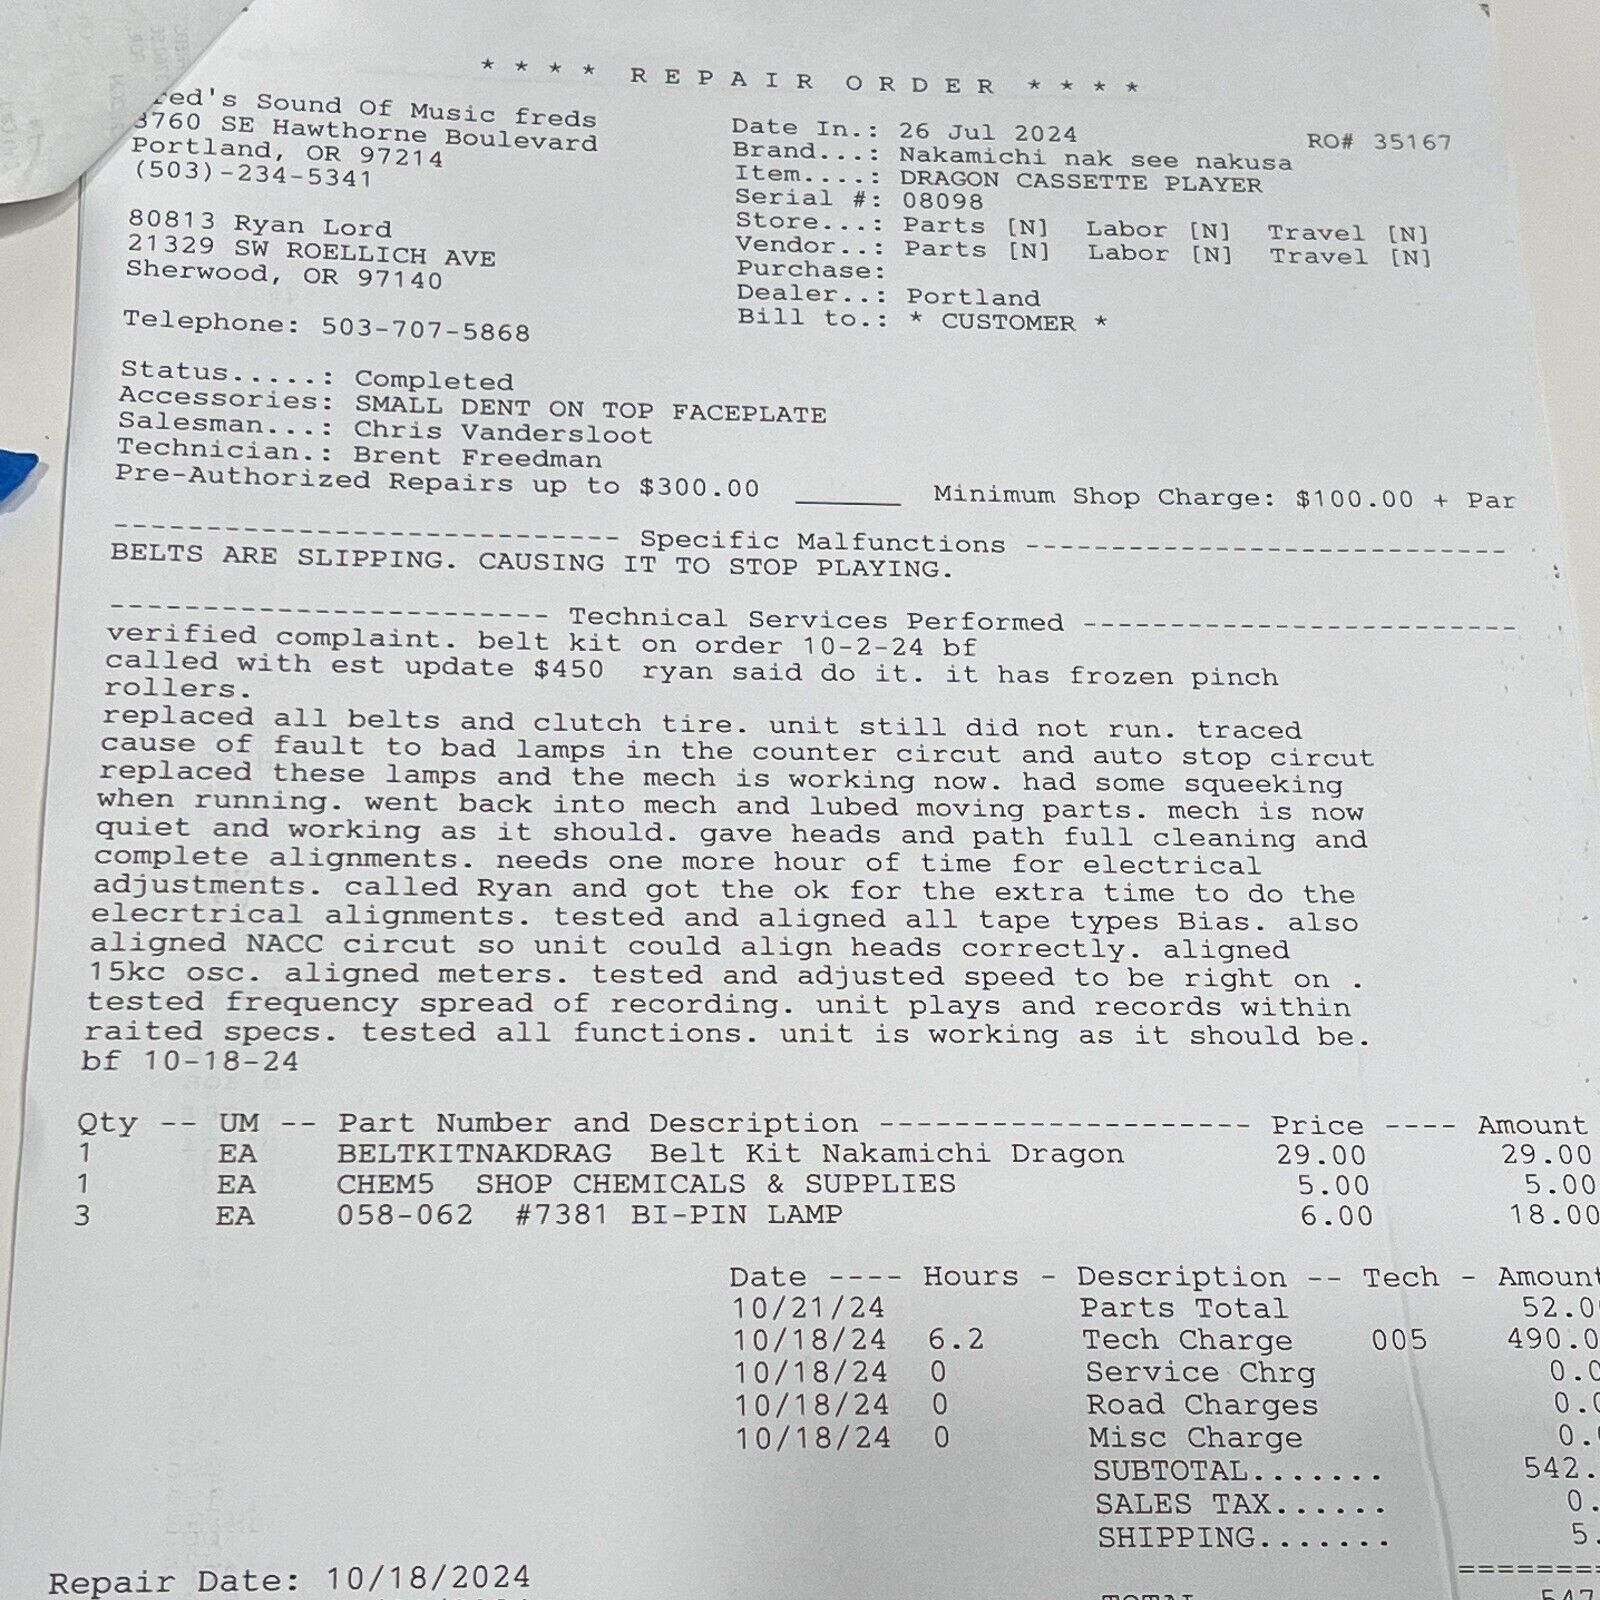 * * * * R E P A I R O R D E R * * * *
red's Sound Of Music freds
3760 SE Hawthorne Boulevard
Portland, OR 97214
(503)-234-5341
Date In.: 26 Jul 2024 RO# 35167
Brand...: Nakamichi nak see nakusa
Item....: DRAGON CASSETTE PLAYER
Serial #: 08098
Store...: Parts [N] Labor [N] Travel [N]
Vendor..: Parts [N] Labor [N] Travel [N]
Purchase:
Dealer..: Portland
Bill to.: * CUSTOMER *
80813 Ryan Lord
21329 SW ROELLICH AVE
Sherwood, OR 97140
Telephone: 503-707-5868
Status.....: Completed
Accessories: SMALL DENT ON TOP FACEPLATE
Salesman...: Chris Vandersloot
Technician.: Brent Freedman
Pre-Authorized Repairs up to $300.00 ______ Minimum Shop Charge: $100.00 + Par
---------------------------- Specific Malfunctions ----------------------------
BELTS ARE SLIPPING. CAUSING IT TO STOP PLAYING.
------------------------- Technical Services Performed -------------------------
verified complaint. belt kit on order 10-2-24 bf
called with est update $450 ryan said do it. it has frozen pinch
rollers.
replaced all belts and clutch tire. unit still did not run. traced
cause of fault to bad lamps in the counter circut and auto stop circut
replaced these lamps and the mech is working now. had some squeeking
when running. went back into mech and lubed moving parts. mech is now
quiet and working as it should. gave heads and path full cleaning and
complete alignments. needs one more hour of time for electrical
adjustments. called Ryan and got the ok for the extra time to do the
elecrtrical alignments. tested and aligned all tape types Bias. also
aligned NACC circut so unit could align heads correctly. aligned
15kc osc. aligned meters. tested and adjusted speed to be right on .
tested frequency spread of recording. unit plays and records within
raited specs. tested all functions. unit is working as it should be.
bf 10-18-24
Qty -- UM -- Part Number and Description ------------------- Price ---- Amount
1 EA BELTKITNAKDRAG Belt Kit Nakamichi Dragon 29.00 29.00
1 EA CHEM5 SHOP CHEMICALS & SUPPLIES 5.00 5.00
3 EA 058-062 #7381 BI-PIN LAMP 6.00 18.00
Date ---- Hours - Description -- Tech - Amount
10/21/24 Parts Total 52.0
10/18/24 6.2 Tech Charge 005 490.0
10/18/24 0 Service Chrg 0.0
10/18/24 0 Road Charges 0.0
10/18/24 0 Misc Charge 0.
SUBTOTAL....... 542.
SALES TAX...... 0.
SHIPPING....... 5.
========
Repair Date: 10/18/2024
TOTAL 547